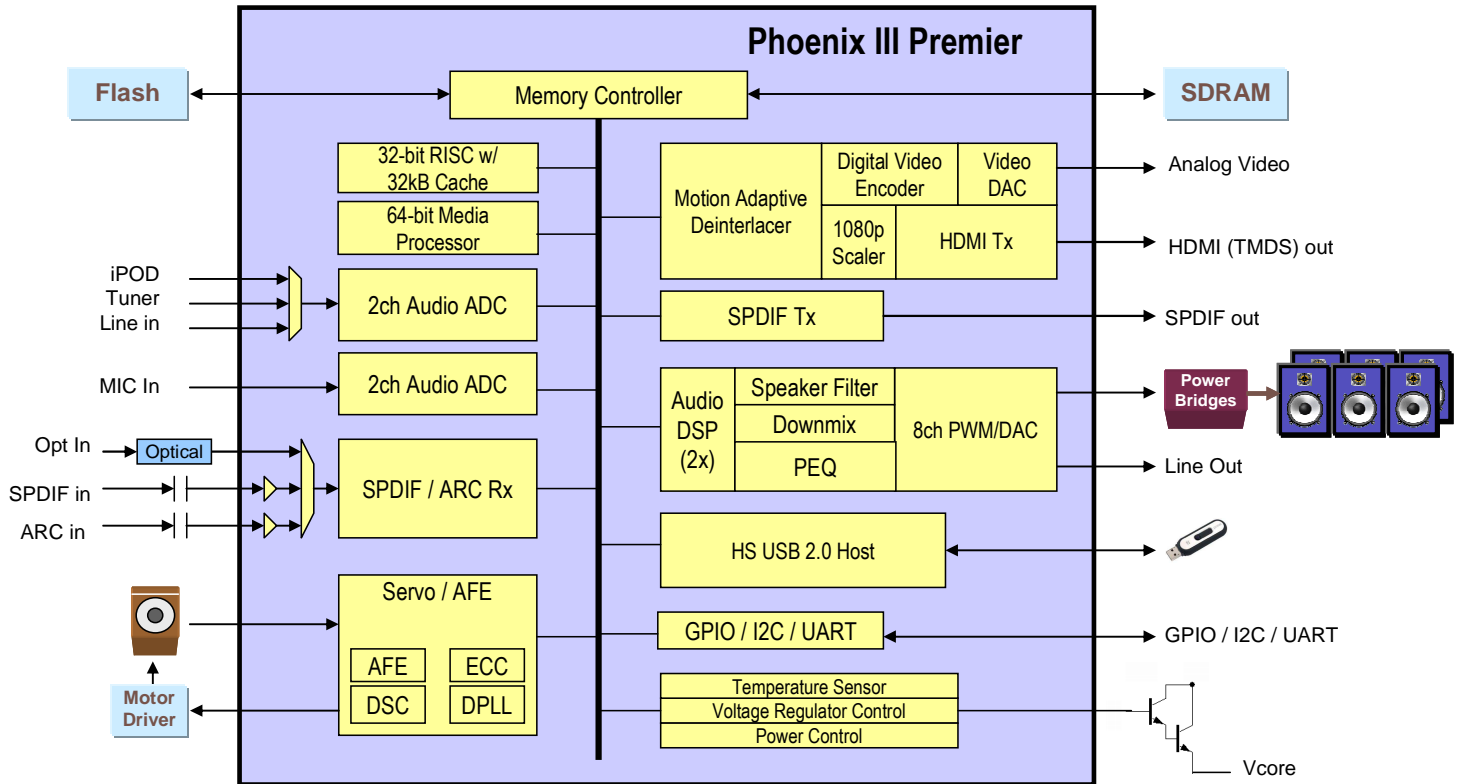 Phoenix III Premier
Flash
Memory Controller
SDRAM
32-bit RISC w/
32kB Cache
64-bit Media
Processor
Motion Adaptive
Deinterlacer
Digital Video
Encoder
Video
DAC
1080p
Scaler
HDMI Tx
Analog Video
HDMI (TMDS) out
iPOD
Tuner
Line in
2ch Audio ADC
SPDIF Tx
SPDIF out
MIC In
2ch Audio ADC
Audio
DSP
(2x)
Speaker Filter
Downmix
PEQ
8ch PWM/DAC
Power
Bridges
Line Out
Opt In
Optical
SPDIF in
ARC in
SPDIF / ARC Rx
HS USB 2.0 Host
Servo / AFE
AFE
ECC
DSC
DPLL
Motor
Driver
GPIO / I2C / UART
GPIO / I2C / UART
Temperature Sensor
Voltage Regulator Control
Power Control
Vcore